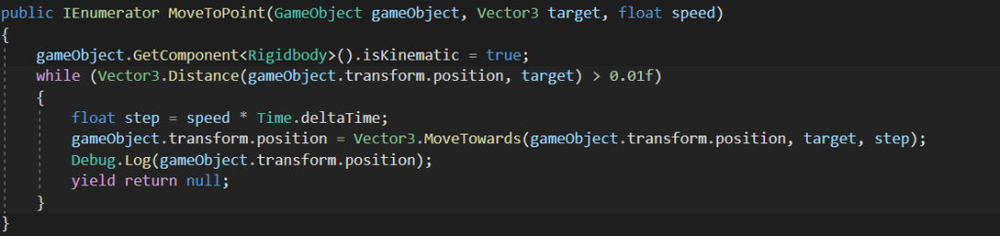 public IEnumerator MoveToPoint(GameObject gameObject, Vector3 target, float speed)
{
    gameObject.GetComponent<Rigidbody>().isKinematic = true;
    while (Vector3.Distance(gameObject.transform.position, target) > 0.01f)
    {
        float step = speed * Time.deltaTime;
        gameObject.transform.position = Vector3.MoveTowards(gameObject.transform.position, target, step);
        Debug.Log(gameObject.transform.position);
        yield return null;
    }
}